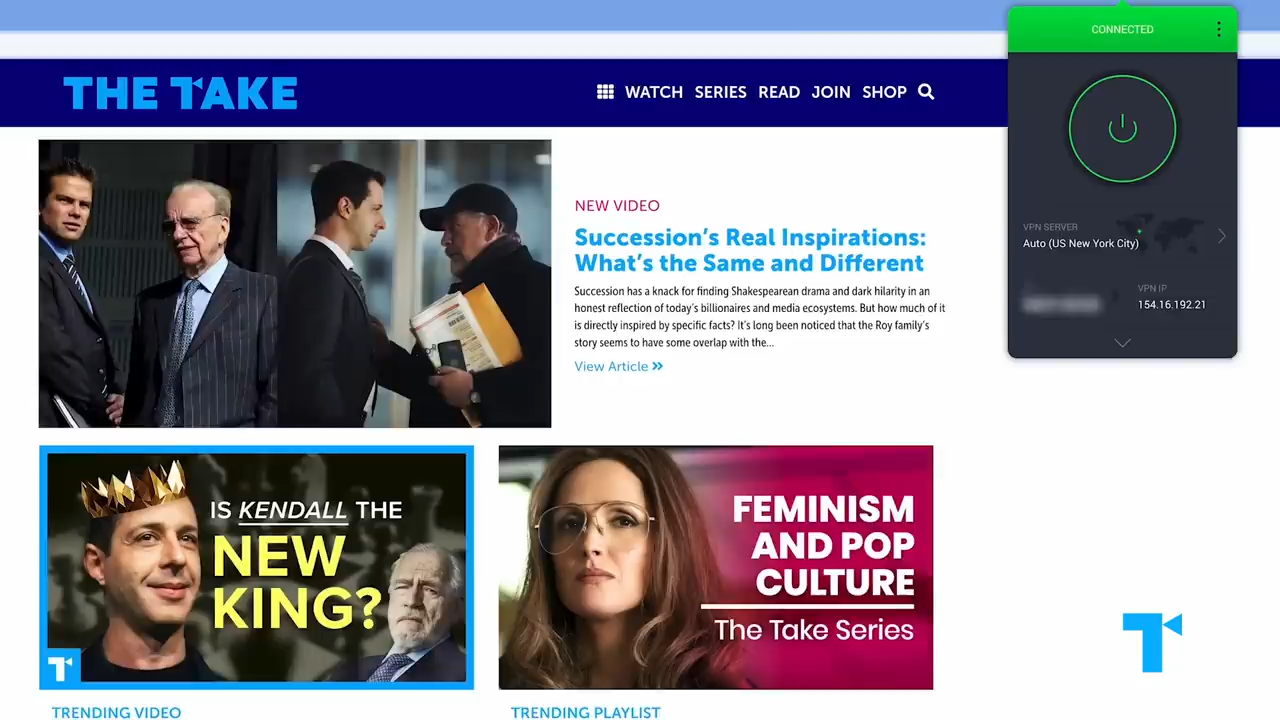 CONNECTED
THE TAKE
WATCH SERIES READ JOIN SHOP
VPN SERVER
Auto (US New York City)
VPN IP
154.16.192.21
NEW VIDEO
Succession's Real Inspirations:
What's the Same and Different
Succession has a knack for finding Shakespearean drama and dark hilarity in an
honest reflection of today's billionaires and media ecosystems. But how much of it
is directly inspired by specific facts? It's long been noticed that the Roy family's
story seems to have some overlap with the...
View Article
IS KENDALL THE
NEW
KING?
T
TRENDING VIDEO
FEMINISM
AND POP
CULTURE
The Take Series
TRENDING PLAYLIST
T